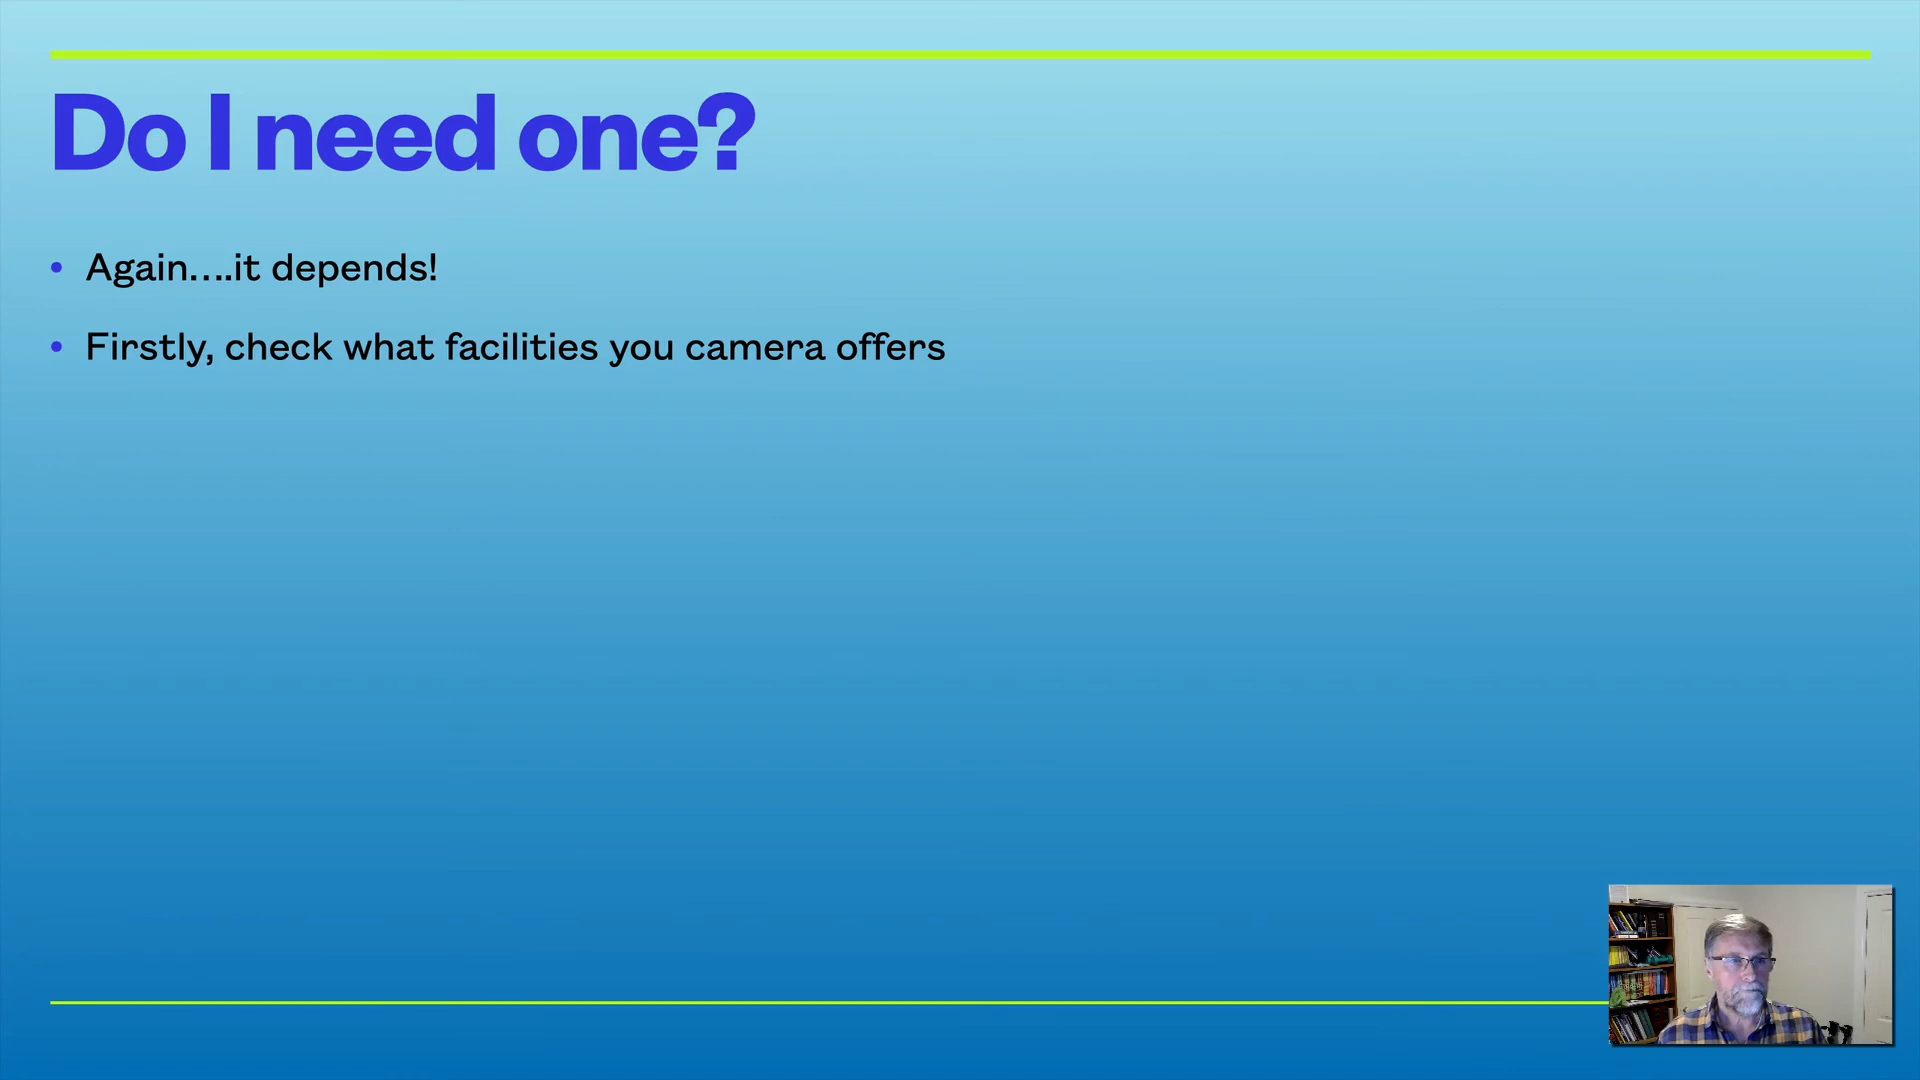 Do I need one?
• Again....it depends!
• Firstly, check what facilities you camera offers